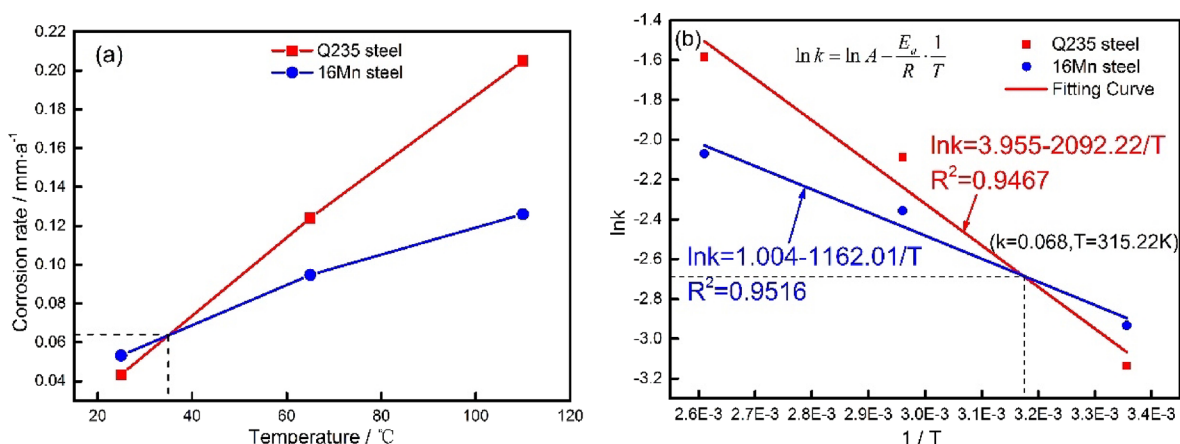 (a)
Q235 steel
16Mn steel
Corrosion rate / mm·a⁻¹
0.22
0.20
0.18
0.16
0.14
0.12
0.10
0.08
0.06
0.04
20 40 60 80 100 120
Temperature / ℃
(b)
ln k = ln A − E_a/R · 1/T
Q235 steel
16Mn steel
Fitting Curve
lnk=3.955-2092.22/T
R²=0.9467
(k=0.068,T=315.22K)
lnk=1.004-1162.01/T
R²=0.9516
lnk
-1.4
-1.6
-1.8
-2.0
-2.2
-2.4
-2.6
-2.8
-3.0
-3.2
2.6E-3 2.7E-3 2.8E-3 2.9E-3 3.0E-3 3.1E-3 3.2E-3 3.3E-3 3.4E-3
1 / T